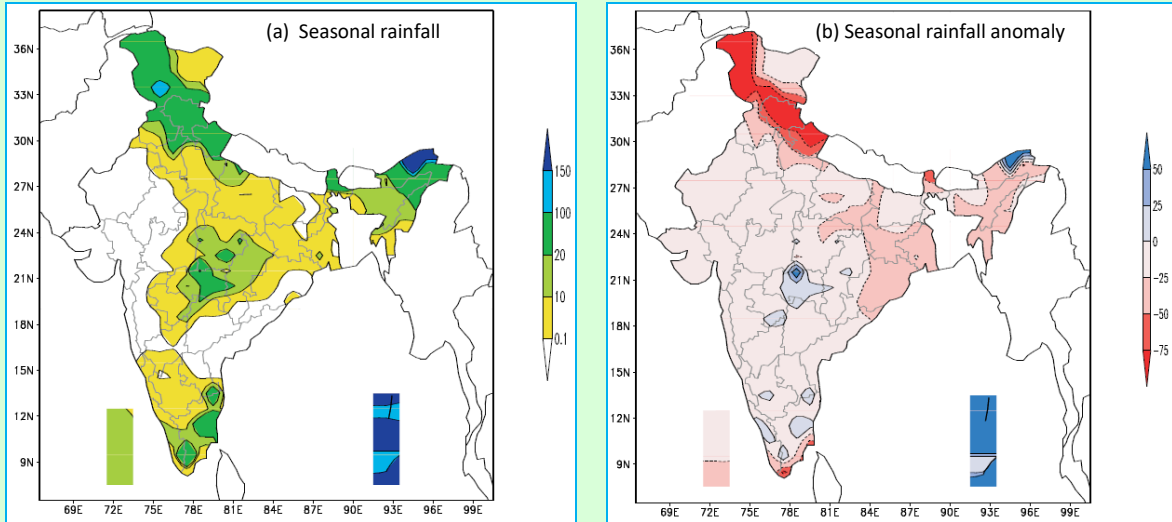 (a) Seasonal rainfall
36N
33N
30N
27N
24N
21N
18N
15N
12N
9N
69E 72E 75E 78E 81E 84E 87E 90E 93E 96E 99E
150
100
20
10
0.1
(b) Seasonal rainfall anomaly
36N
33N
30N
27N
24N
21N
18N
15N
12N
9N
69E 72E 75E 78E 81E 84E 87E 90E 93E 96E 99E
50
25
0
−25
−50
−75